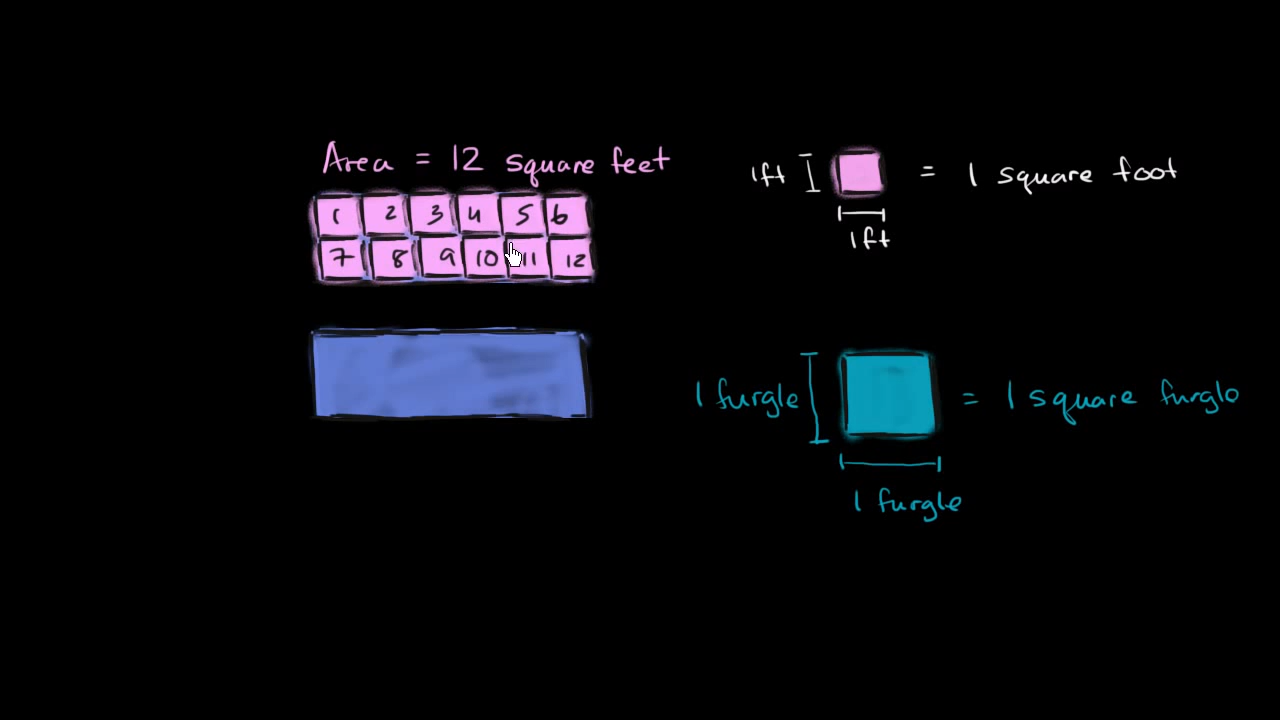 Area = 12 square feet
1 2 3 4 5 6
7 8 9 10 11 12
1ft = 1 square foot
1ft
1 furgle = 1 square furglo
1 furgle